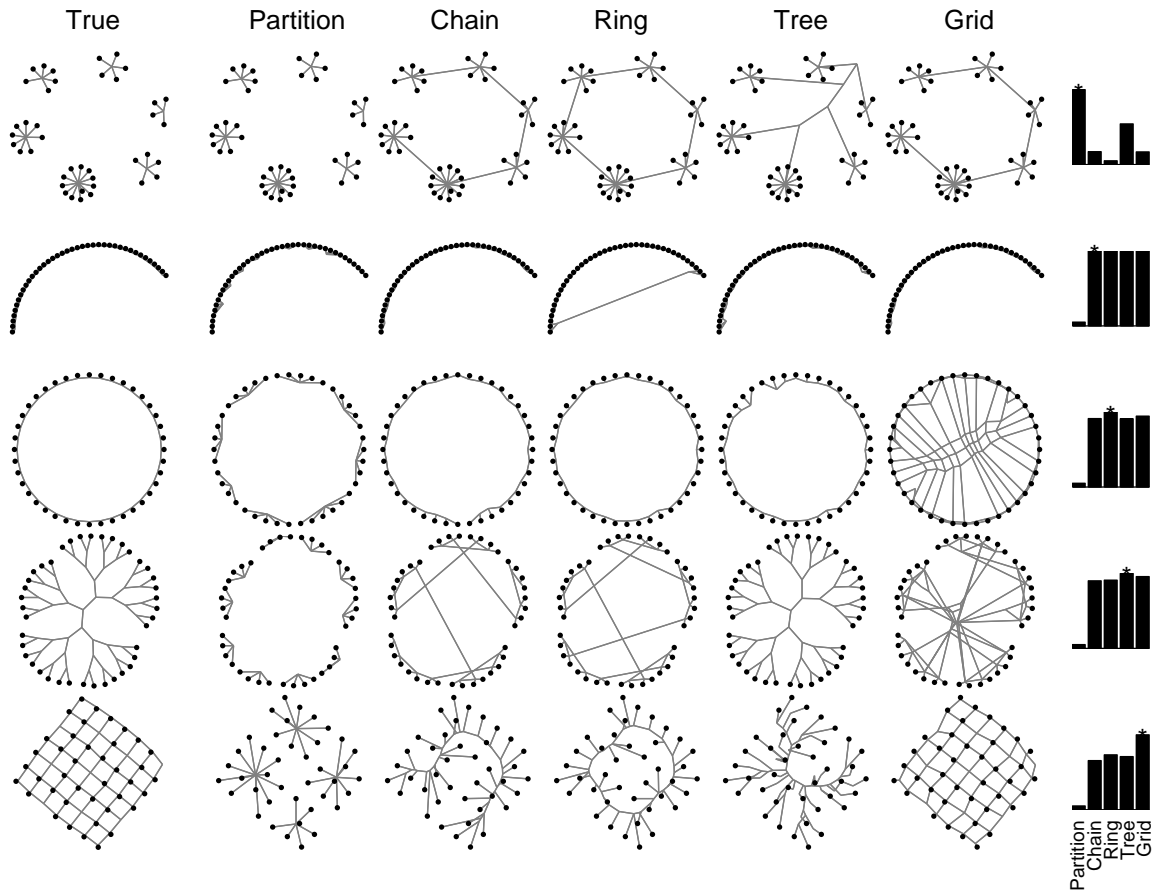 True Partition Chain Ring Tree Grid
*
*
*
*
*
Partition
Chain
Ring
Tree
Grid